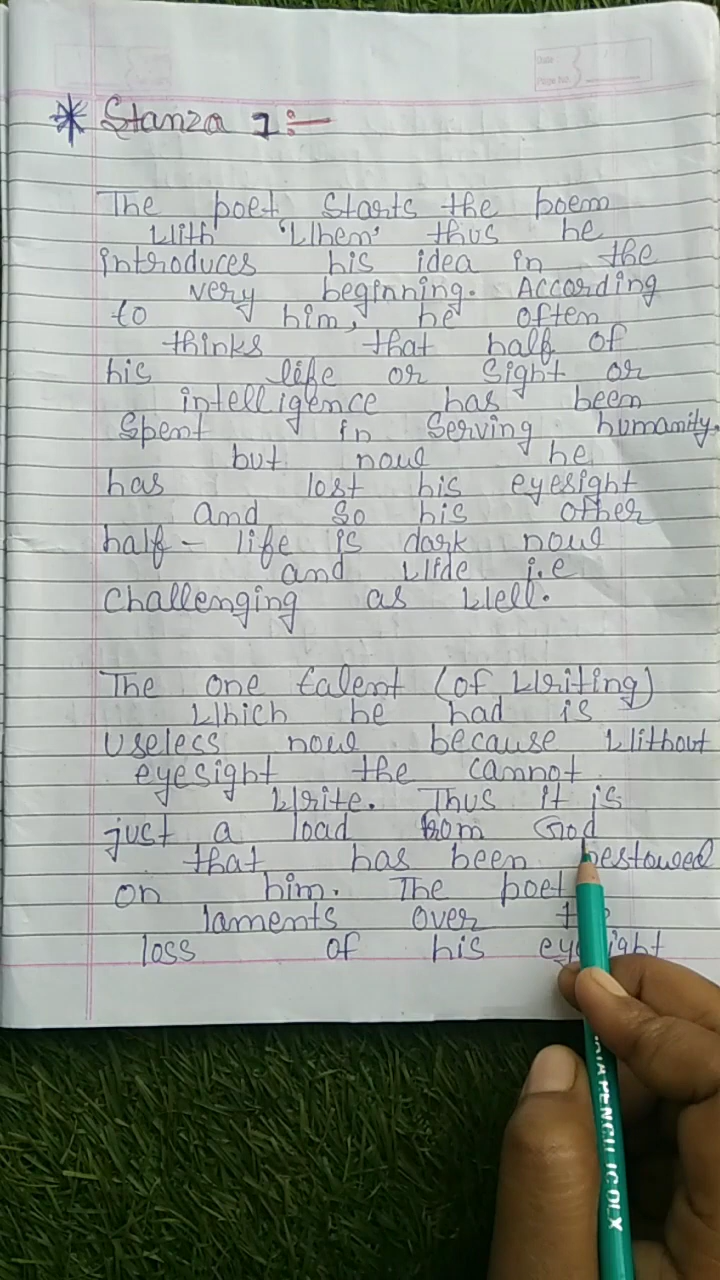 Date
Page No.
* Stanza 1:-
The poet starts the poem
with 'When' thus he
introduces his idea in the
very beginning. According
to him, he often
thinks that half of
his life or sight or
intelligence has been
spent in serving humanity.
but now he
has lost his eyesight
and so his other
half - life is dark now
and wide i.e
challenging as well.
The one talent (of writing)
which he had is
useless now because without
eyesight the cannot
write. Thus it is
just a load from God
that has been bestowed
on him. The poet
laments over the
loss of his eyesight